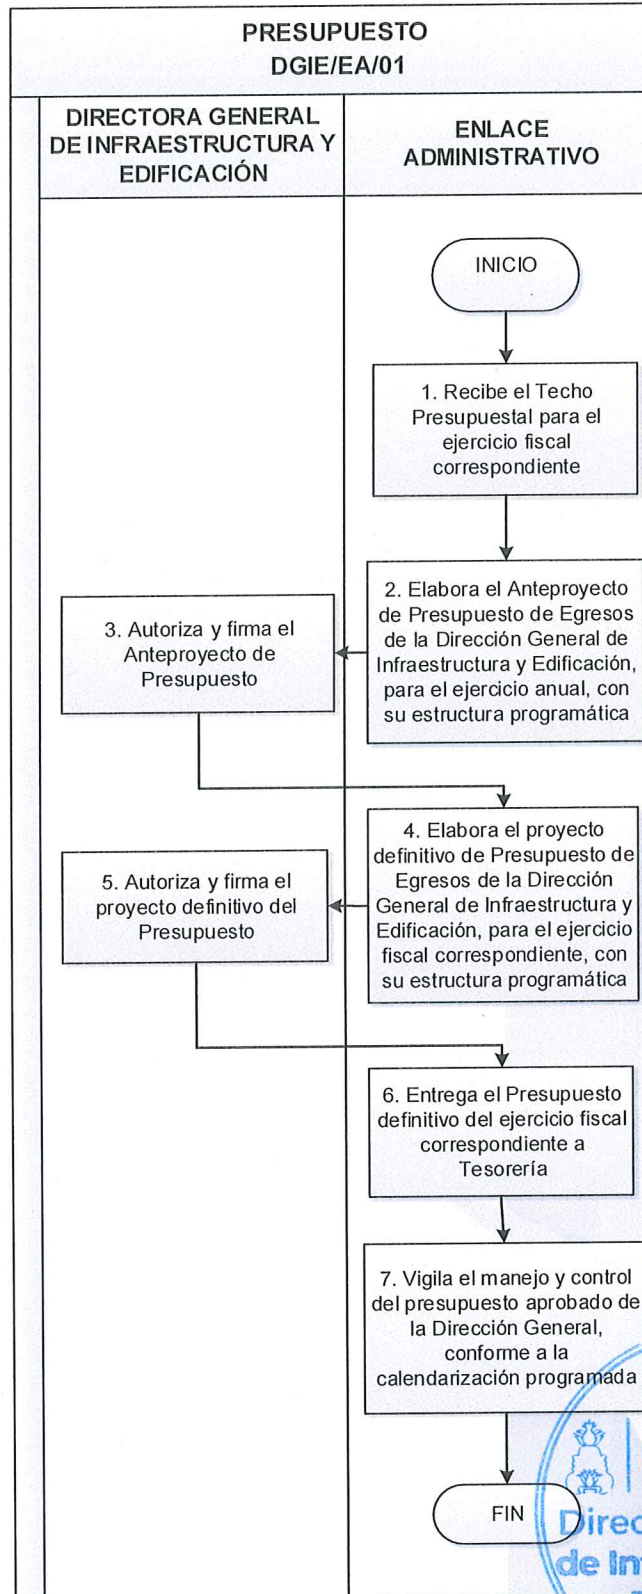 PRESUPUESTO
DGIE/EA/01
DIRECTORA GENERAL
DE INFRAESTRUCTURA Y
EDIFICACIÓN
ENLACE
ADMINISTRATIVO
INICIO
1. Recibe el Techo
Presupuestal para el
ejercicio fiscal
correspondiente
2. Elabora el Anteproyecto
de Presupuesto de Egresos
de la Dirección General de
Infraestructura y Edificación,
para el ejercicio anual, con
su estructura programática
3. Autoriza y firma el
Anteproyecto de
Presupuesto
4. Elabora el proyecto
definitivo de Presupuesto de
Egresos de la Dirección
General de Infraestructura y
Edificación, para el ejercicio
fiscal correspondiente, con
su estructura programática
5. Autoriza y firma el
proyecto definitivo del
Presupuesto
6. Entrega el Presupuesto
definitivo del ejercicio fiscal
correspondiente a
Tesorería
7. Vigila el manejo y control
del presupuesto aprobado de
la Dirección General,
conforme a la
calendarización programada
FIN